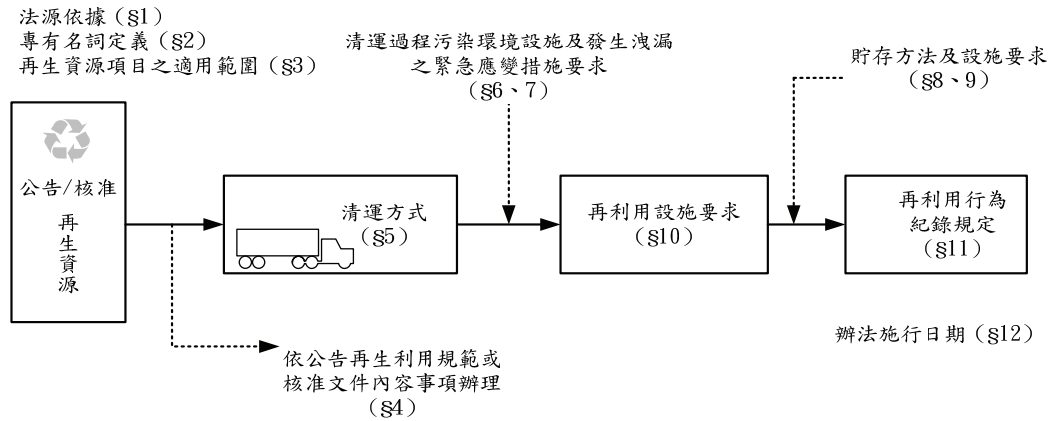 法源依據（§1）
專有名詞定義（§2）
再生資源項目之適用範圍（§3）
清運過程污染環境設施及發生洩漏
之緊急應變措施要求
（§6、7）
貯存方法及設施要求
（§8、9）
公告/核准
再生資源
清運方式
（§5）
再利用設施要求
（§10）
再利用行為
紀錄規定
（§11）
依公告再生利用規範或
核准文件內容事項辦理
（§4）
辦法施行日期（§12）